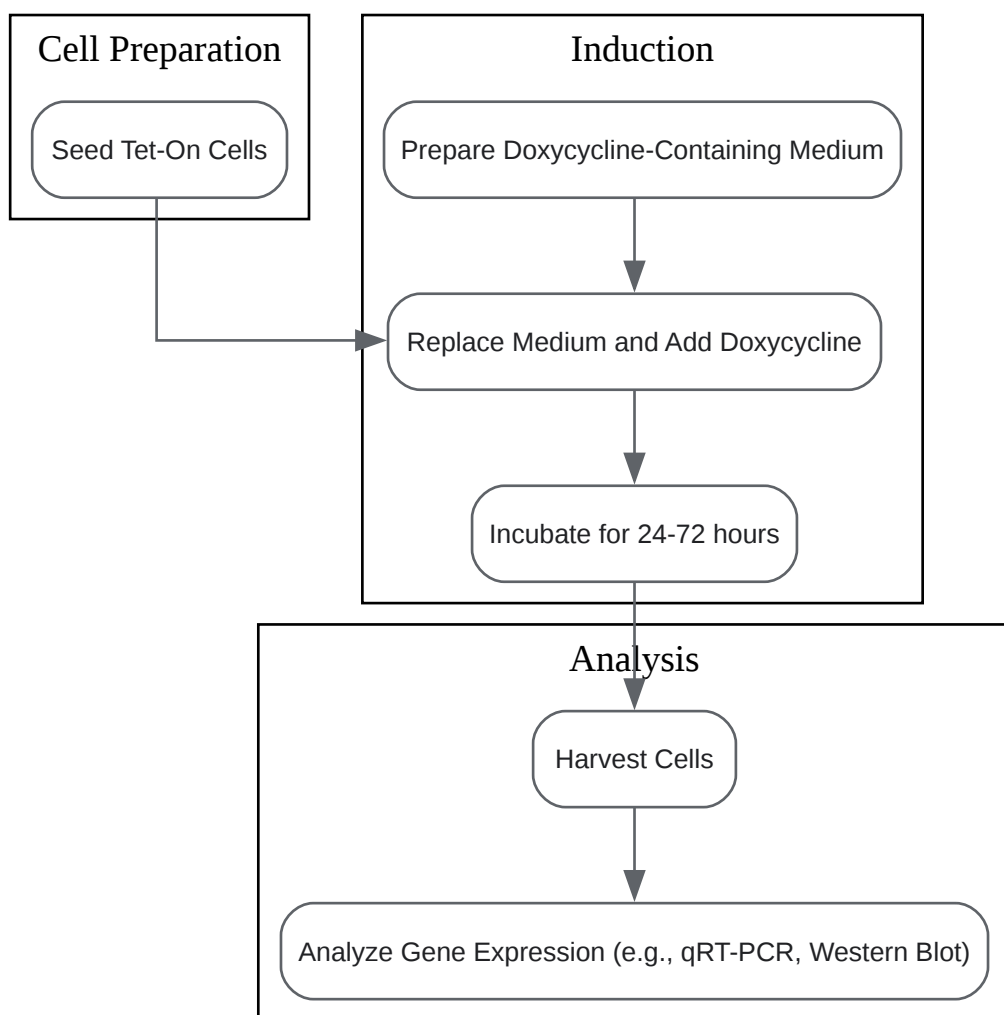 Cell Preparation
Seed Tet-On Cells
Induction
Prepare Doxycycline-Containing Medium
Replace Medium and Add Doxycycline
Incubate for 24-72 hours
Analysis
Harvest Cells
Analyze Gene Expression (e.g., qRT-PCR, Western Blot)